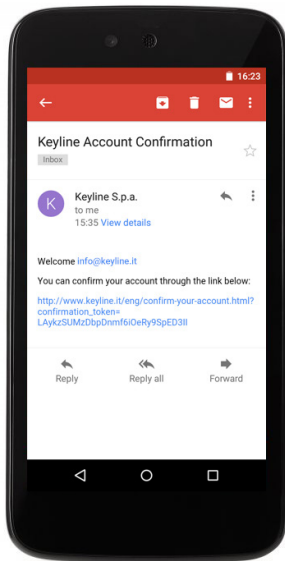 16:23
Keyline Account Confirmation
Inbox
K
Keyline S.p.a.
to me
15:35 View details
Welcome info@keyline.it
You can confirm your account through the link below:
http://www.keyline.it/eng/confirm-your-account.html?
confirmation_token=
LAykzSUMzDbpDnmf6iOeRy9SpED3II
Reply
Reply all
Forward